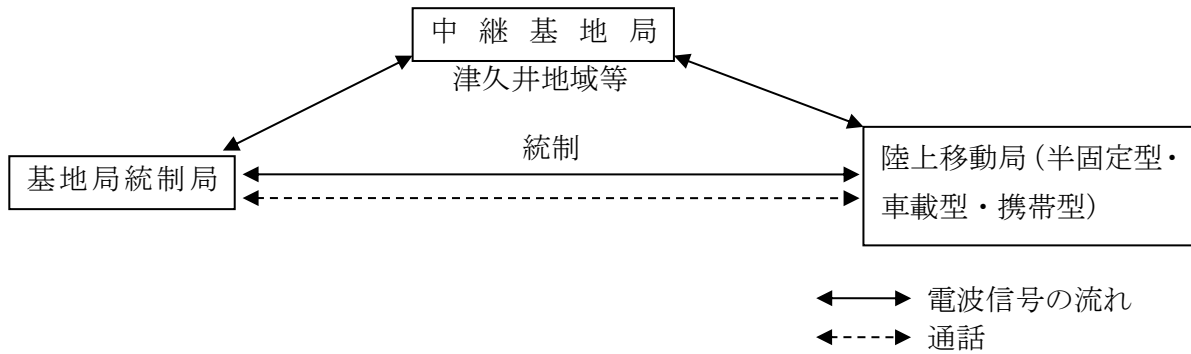 中継基地局
津久井地域等
統制
基地局統制局
陸上移動局(半固定型・
車載型・携帯型)
電波信号の流れ
通話